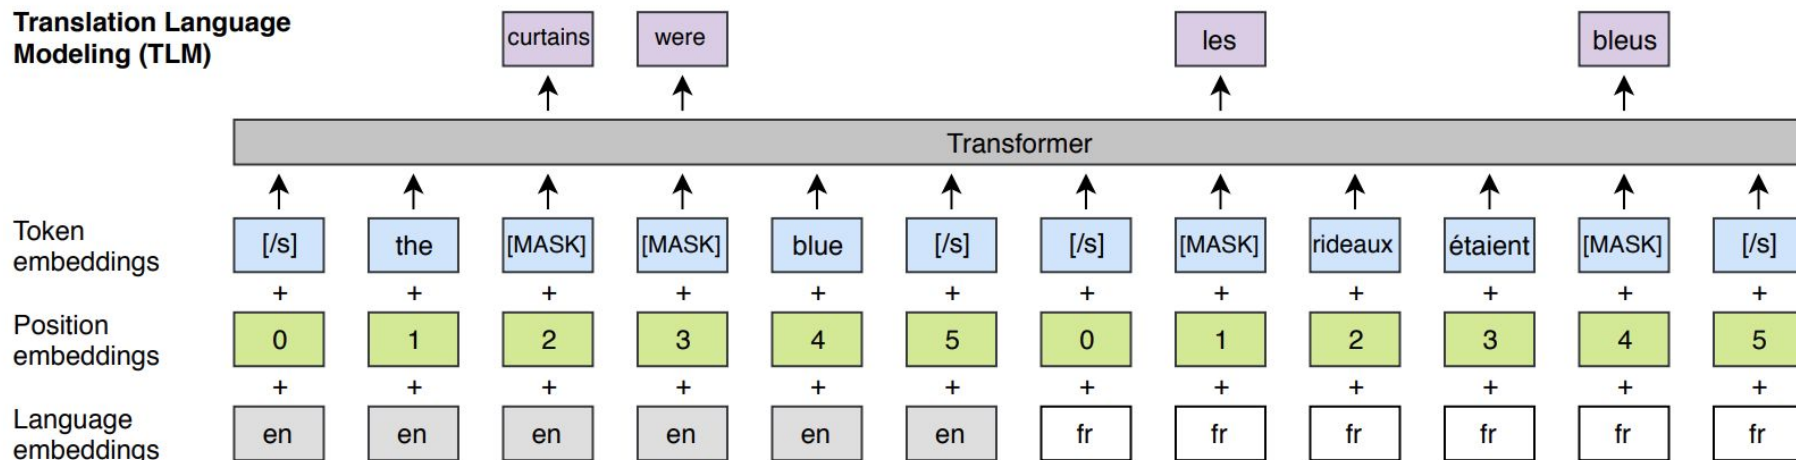 Translation Language
Modeling (TLM)
curtains were les bleus
Transformer
Token
embeddings
[/s] the [MASK] [MASK] blue [/s] [/s] [MASK] rideaux étaient [MASK] [/s]
+ + + + + + + + + + + +
Position
embeddings
0 1 2 3 4 5 0 1 2 3 4 5
+ + + + + + + + + + + +
Language
embeddings
en en en en en en fr fr fr fr fr fr